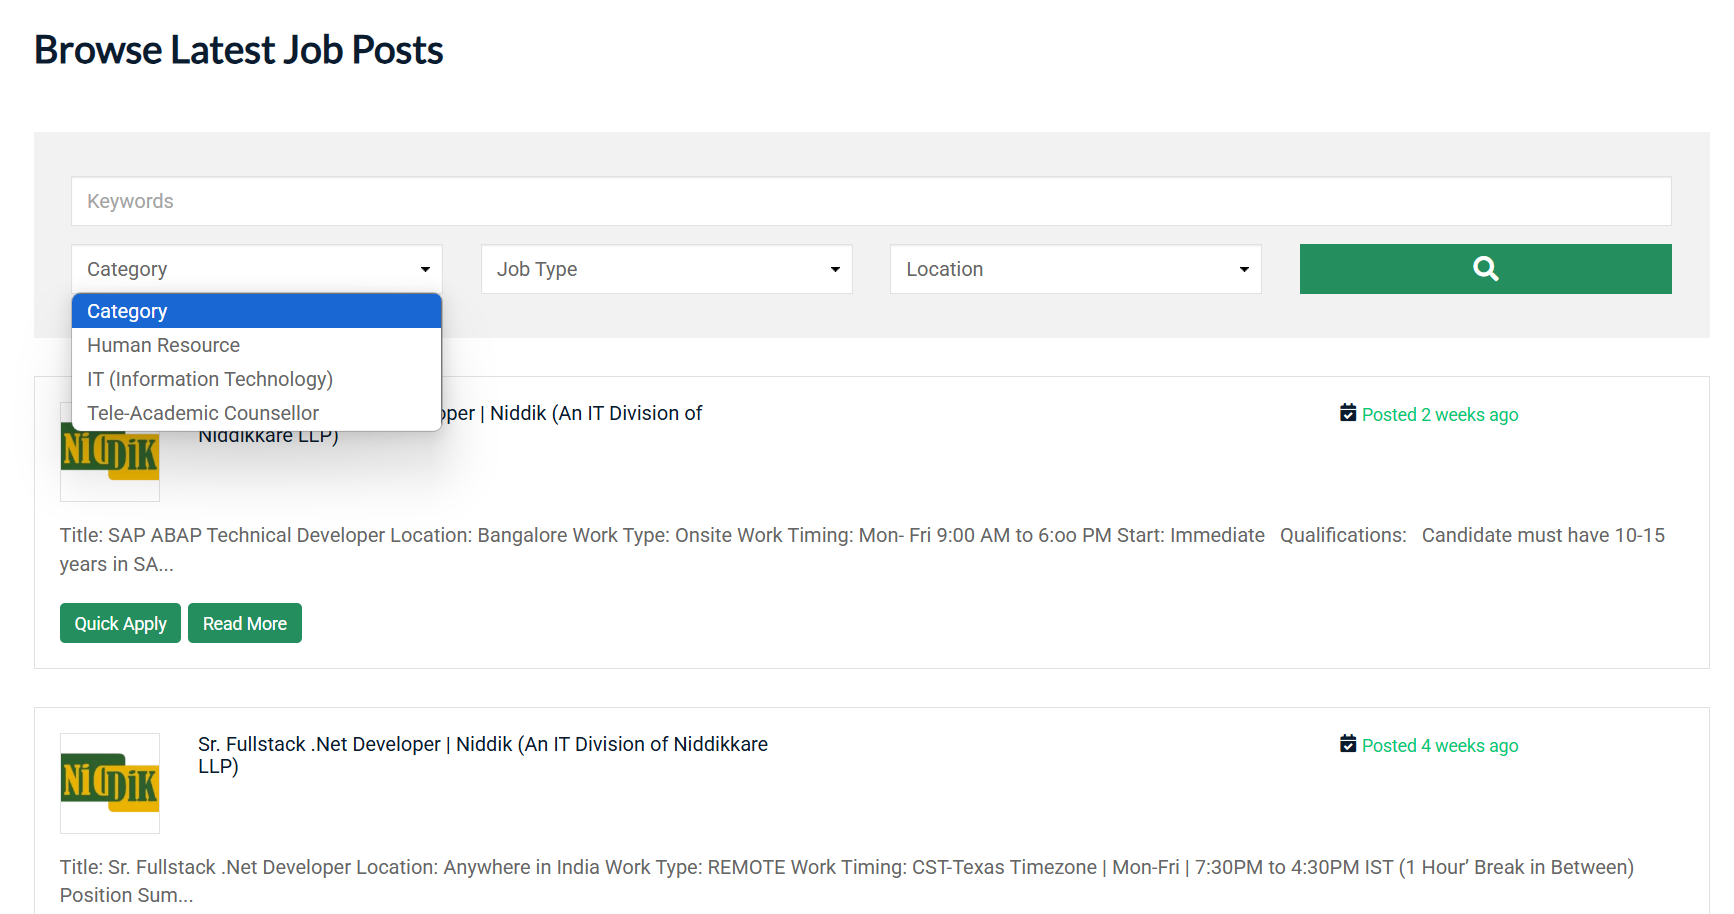 Browse Latest Job Posts
Keywords
Category
Job Type
Location
Category
Human Resource
IT (Information Technology)
Tele-Academic Counsellor
oper | Niddik (An IT Division of
Niddikkare LLP)
Posted 2 weeks ago
NiDDiK
Title: SAP ABAP Technical Developer Location: Bangalore Work Type: Onsite Work Timing: Mon- Fri 9:00 AM to 6:oo PM Start: Immediate Qualifications: Candidate must have 10-15
years in SA...
Quick Apply
Read More
NiDDiK
Sr. Fullstack .Net Developer | Niddik (An IT Division of Niddikkare
LLP)
Posted 4 weeks ago
Title: Sr. Fullstack .Net Developer Location: Anywhere in India Work Type: REMOTE Work Timing: CST-Texas Timezone | Mon-Fri | 7:30PM to 4:30PM IST (1 Hour’ Break in Between)
Position Sum...